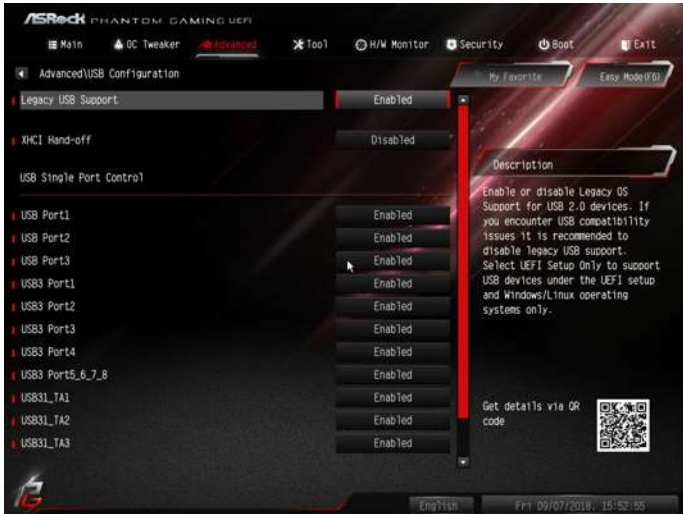 ASRock PHANTOM GAMING UEFI
Main OC Tweaker Advanced Tool H/W Monitor Security Boot Exit
Advanced\USB Configuration
My Favorite Easy Mode(F6)
Legacy USB Support Enabled
XHCI Hand-off Disabled
USB Single Port Control
USB Port1 Enabled
USB Port2 Enabled
USB Port3 Enabled
USB3 Port1 Enabled
USB3 Port2 Enabled
USB3 Port3 Enabled
USB3 Port4 Enabled
USB3 Port5_6_7_8 Enabled
USB31_TA1 Enabled
USB31_TA2 Enabled
USB31_TA3 Enabled
Description
Enable or disable Legacy OS
Support for USB 2.0 devices. If
you encounter USB compatibility
issues it is recommended to
disable legacy USB support.
Select UEFI Setup Only to support
USB devices under the UEFI setup
and Windows/Linux operating
systems only.
Get details via QR
code
English Fri 09/07/2018, 15:52:55